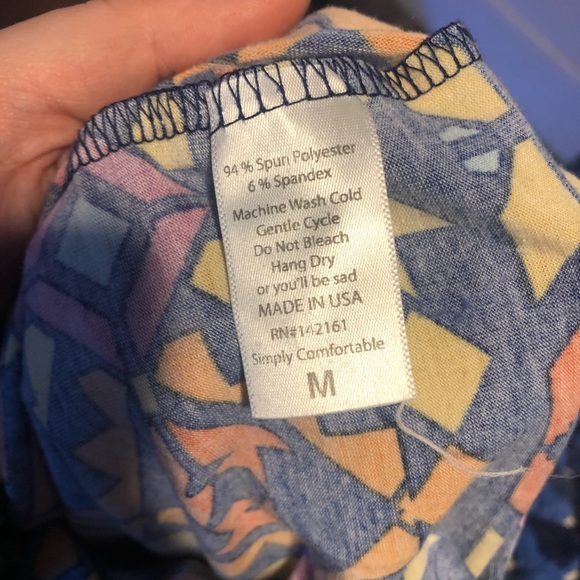 94% Spun Polyester
6% Spandex
Machine Wash Cold
Gentle Cycle
Do Not Bleach
Hang Dry
or you'll be sad
MADE IN USA
RN#142161
Simply Comfortable
M